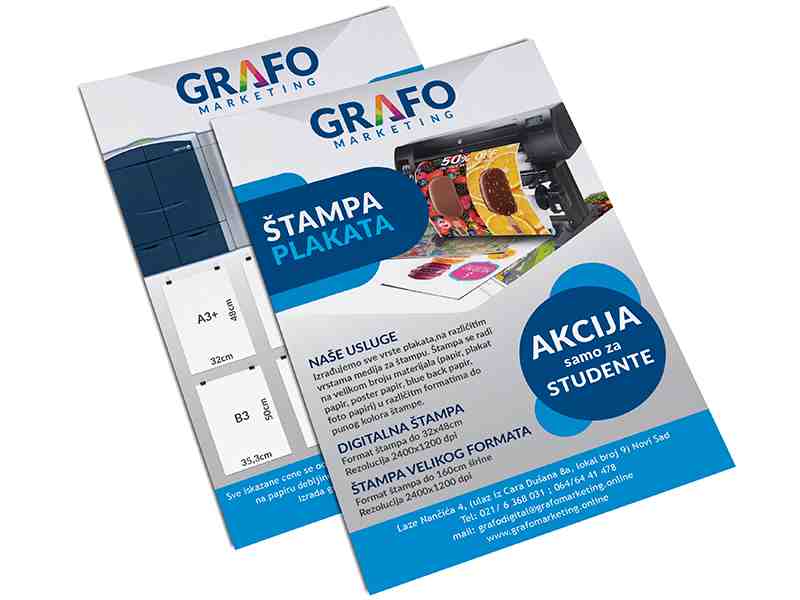 GRAFO
MARKETING
A3+
48cm
32cm
B3
50cm
35,3cm
Sve iskazane cene se
na papiru debljin
Izrada
GRAFO
MARKETING
50%
ŠTAMPA
PLAKATA
NAŠE USLUGE
Izrađujemo sve vrste plakata,na različitim
vrstama medija za štampu. Štampa se radi
na velikom broju materijala (papir, plakat
papir, poster papir, blue back papir,
foto papiri) u različitim formatima do
punog kolora štampe.
DIGITALNA ŠTAMPA
Format štampa do 32x48cm
Rezolucija 2400x1200 dpi
ŠTAMPA VELIKOG FORMATA
Format štampa do 160cm širine
Rezolucija 2400x1200 dpi
AKCIJA
samo za
STUDENTE
Laze Nančića 4, (ulaz iz Cara Dušana 8a, lokal broj 9) Novi Sad
Tel: 021/ 6 368 031 ; 064/64 41 478
mail: grafodigital@grafomarketing.online
www.grafomarketing.online